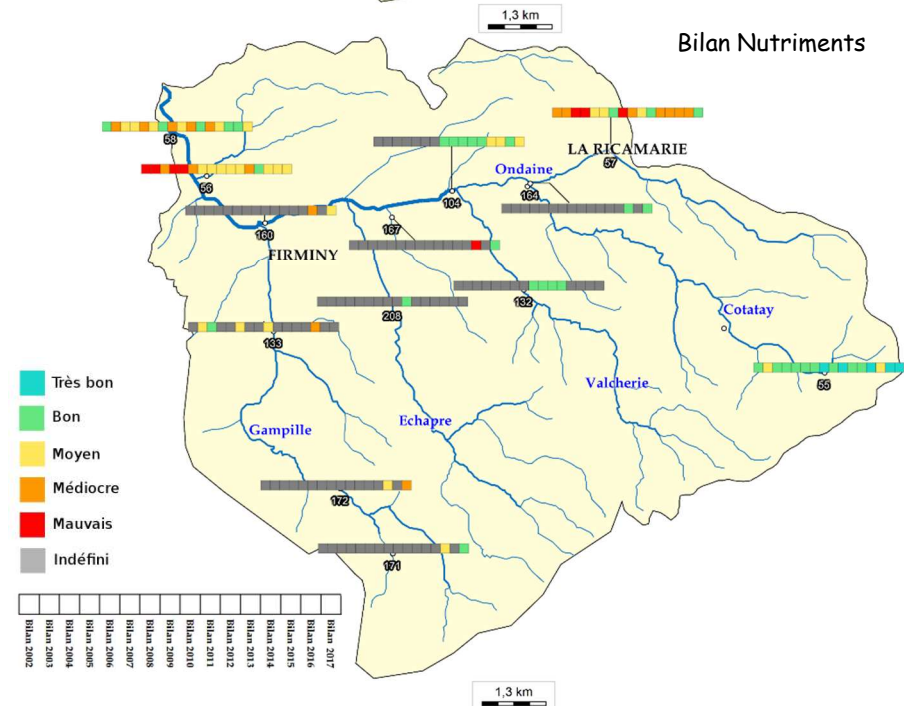 1,3 km
Bilan Nutriments
58
LA RICAMARIE
57
Ondaine
56
164
104
160
167
FIRMINY
132
208
Cotatay
133
55
Valcherie
Très bon
Bon
Echapre
Gampille
Moyen
Médiocre
172
Mauvais
Indéfini
171
Bilan 2002
Bilan 2003
Bilan 2004
Bilan 2005
Bilan 2006
Bilan 2007
Bilan 2008
Bilan 2009
Bilan 2010
Bilan 2011
Bilan 2012
Bilan 2013
Bilan 2014
Bilan 2015
Bilan 2016
Bilan 2017
1,3 km